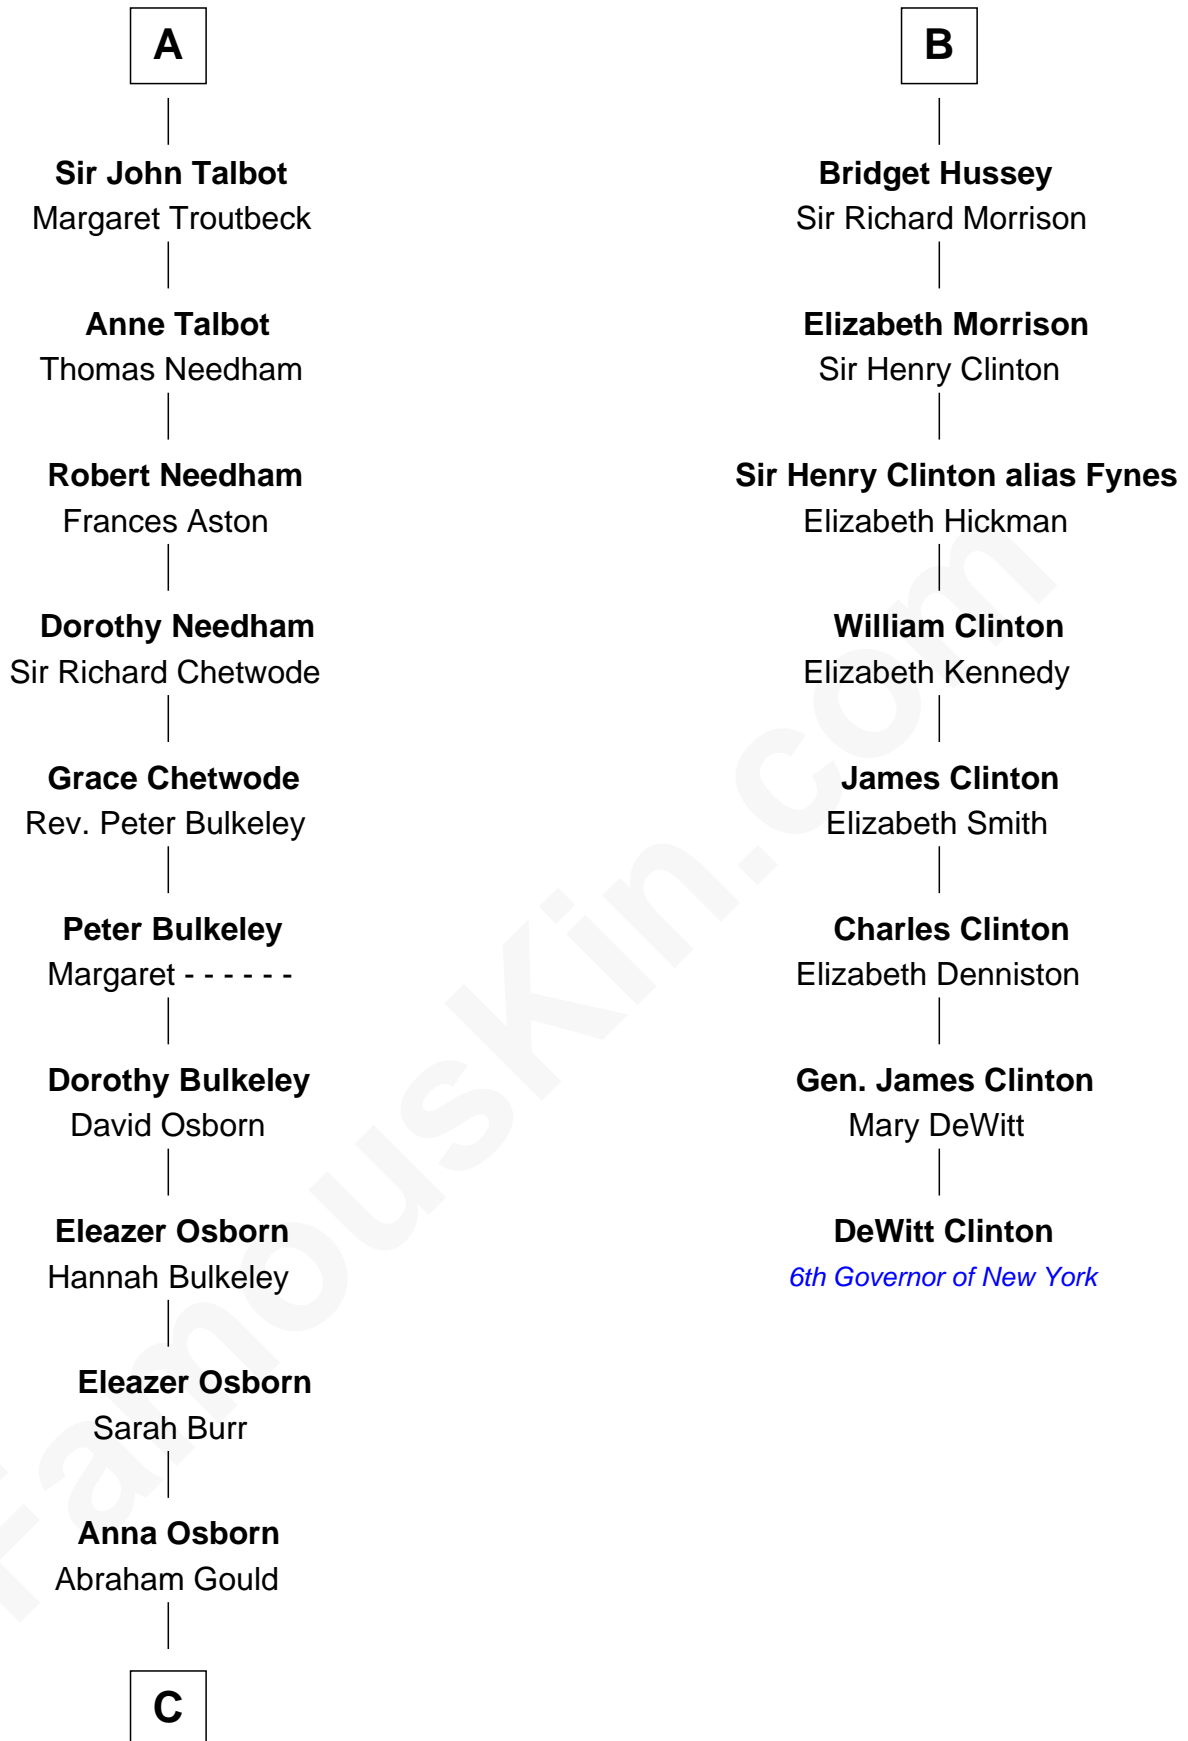 A
Sir John Talbot
Margaret Troutbeck
Anne Talbot
Thomas Needham
Robert Needham
Frances Aston
Dorothy Needham
Sir Richard Chetwode
Grace Chetwode
Rev. Peter Bulkeley
Peter Bulkeley
Margaret - - - - - -
Dorothy Bulkeley
David Osborn
Eleazer Osborn
Hannah Bulkeley
Eleazer Osborn
Sarah Burr
Anna Osborn
Abraham Gould
C
B
Bridget Hussey
Sir Richard Morrison
Elizabeth Morrison
Sir Henry Clinton
Sir Henry Clinton alias Fynes
Elizabeth Hickman
William Clinton
Elizabeth Kennedy
James Clinton
Elizabeth Smith
Charles Clinton
Elizabeth Denniston
Gen. James Clinton
Mary DeWitt
DeWitt Clinton
6th Governor of New York
FamousKin.com